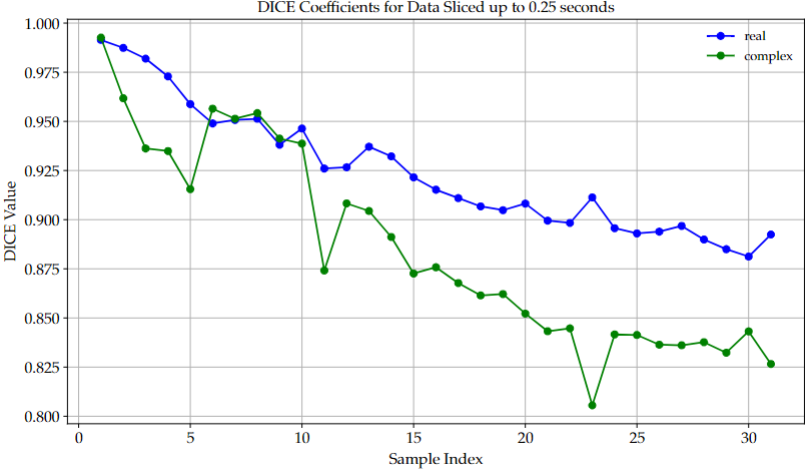 DICE Coefficients for Data Sliced up to 0.25 seconds
1.000
0.975
0.950
0.925
0.900
0.875
0.850
0.825
0.800
DICE Value
real
complex
0 5 10 15 20 25 30
Sample Index